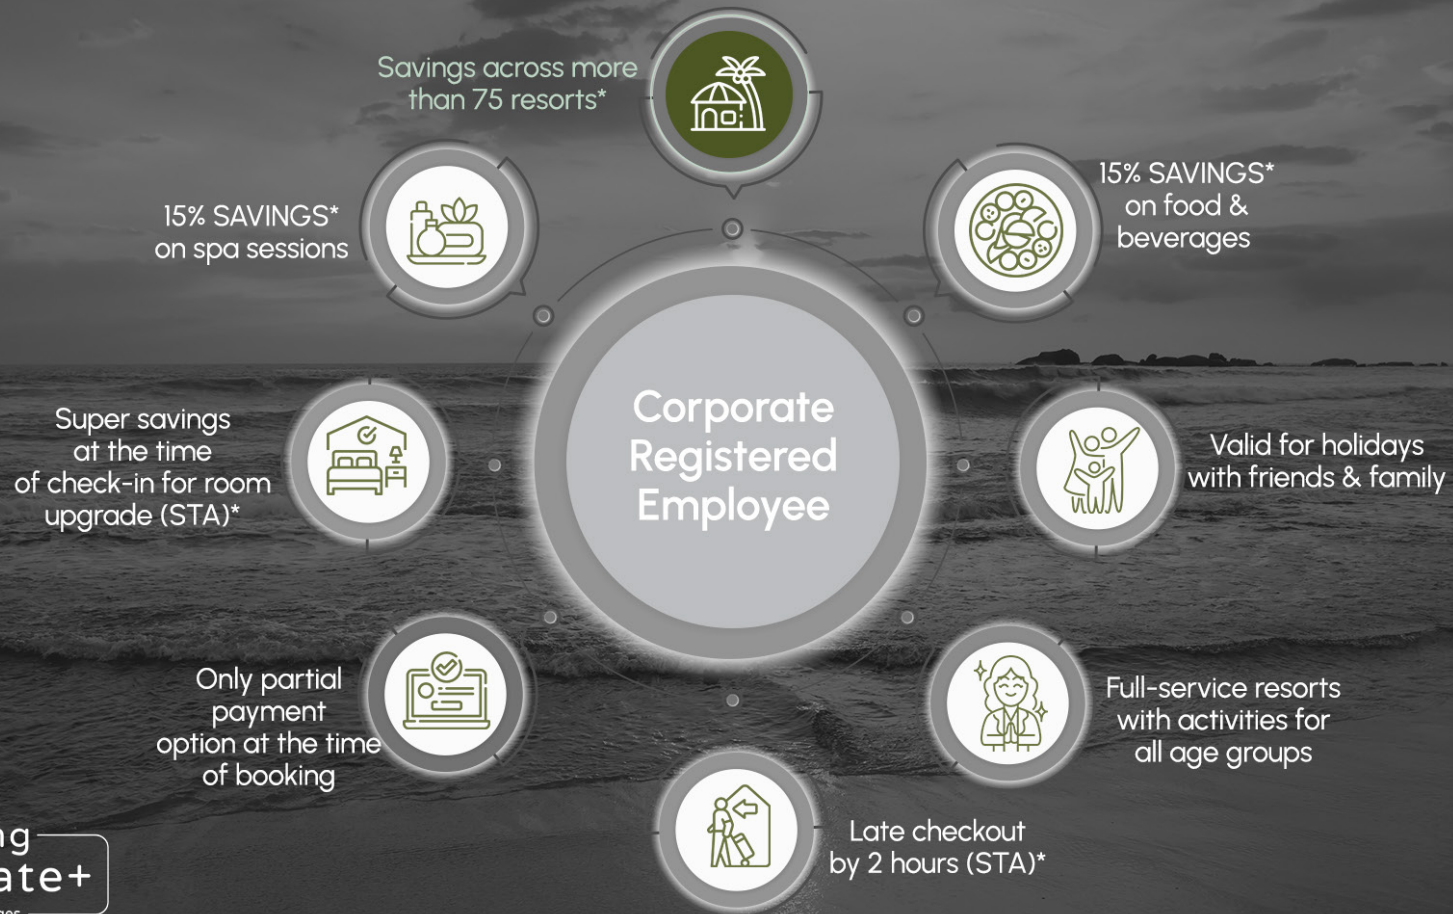 Savings across more
than 75 resorts*
15% SAVINGS*
on food &
beverages
15% SAVINGS*
on spa sessions
Corporate
Registered
Employee
Super savings
at the time
of check-in for room
upgrade (STA)*
Valid for holidays
with friends & family
Only partial
payment
option at the time
of booking
Full-service resorts
with activities for
all age groups
Late checkout
by 2 hours (STA)*